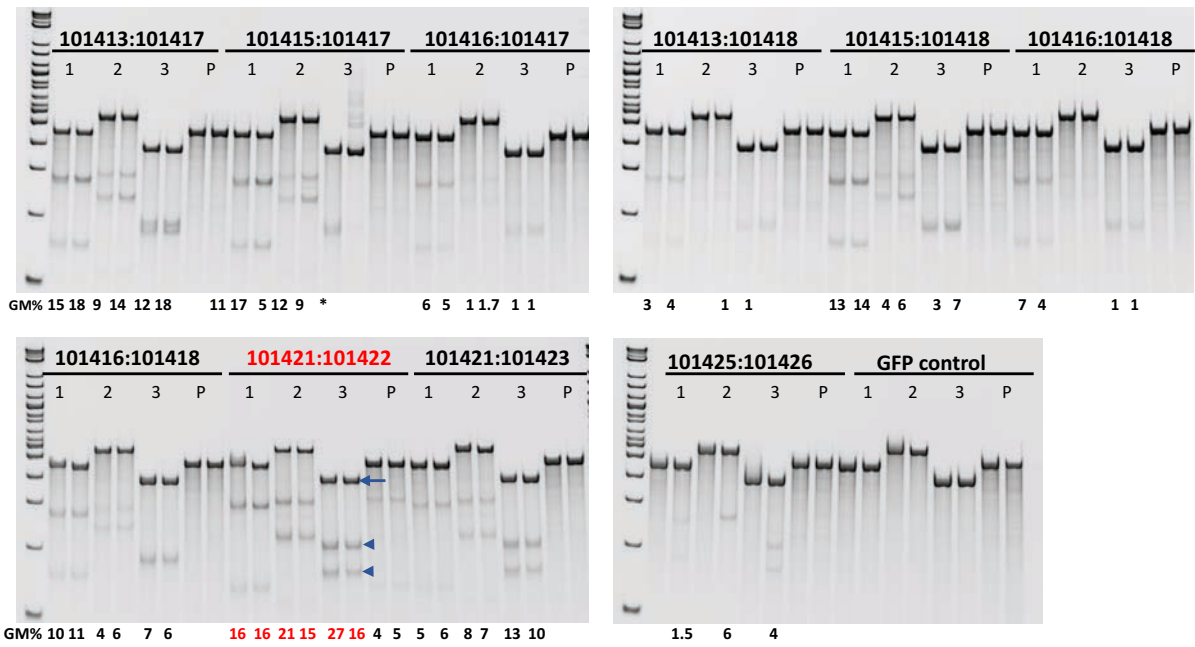 101413:101417 101415:101417 101416:101417
1 2 3 P 1 2 3 P 1 2 3 P
GM% 15 18 9 14 12 18 11 17 5 12 9 * 6 5 1 1.7 1 1
101413:101418 101415:101418 101416:101418
1 2 3 P 1 2 3 P 1 2 3 P
3 4 1 1 13 14 4 6 3 7 7 4 1 1
101416:101418 101421:101422 101421:101423
1 2 3 P 1 2 3 P 1 2 3 P
GM% 10 11 4 6 7 6 16 16 21 15 27 16 4 5 5 6 8 7 13 10
101425:101426 GFP control
1 2 3 P 1 2 3 P
1.5 6 4